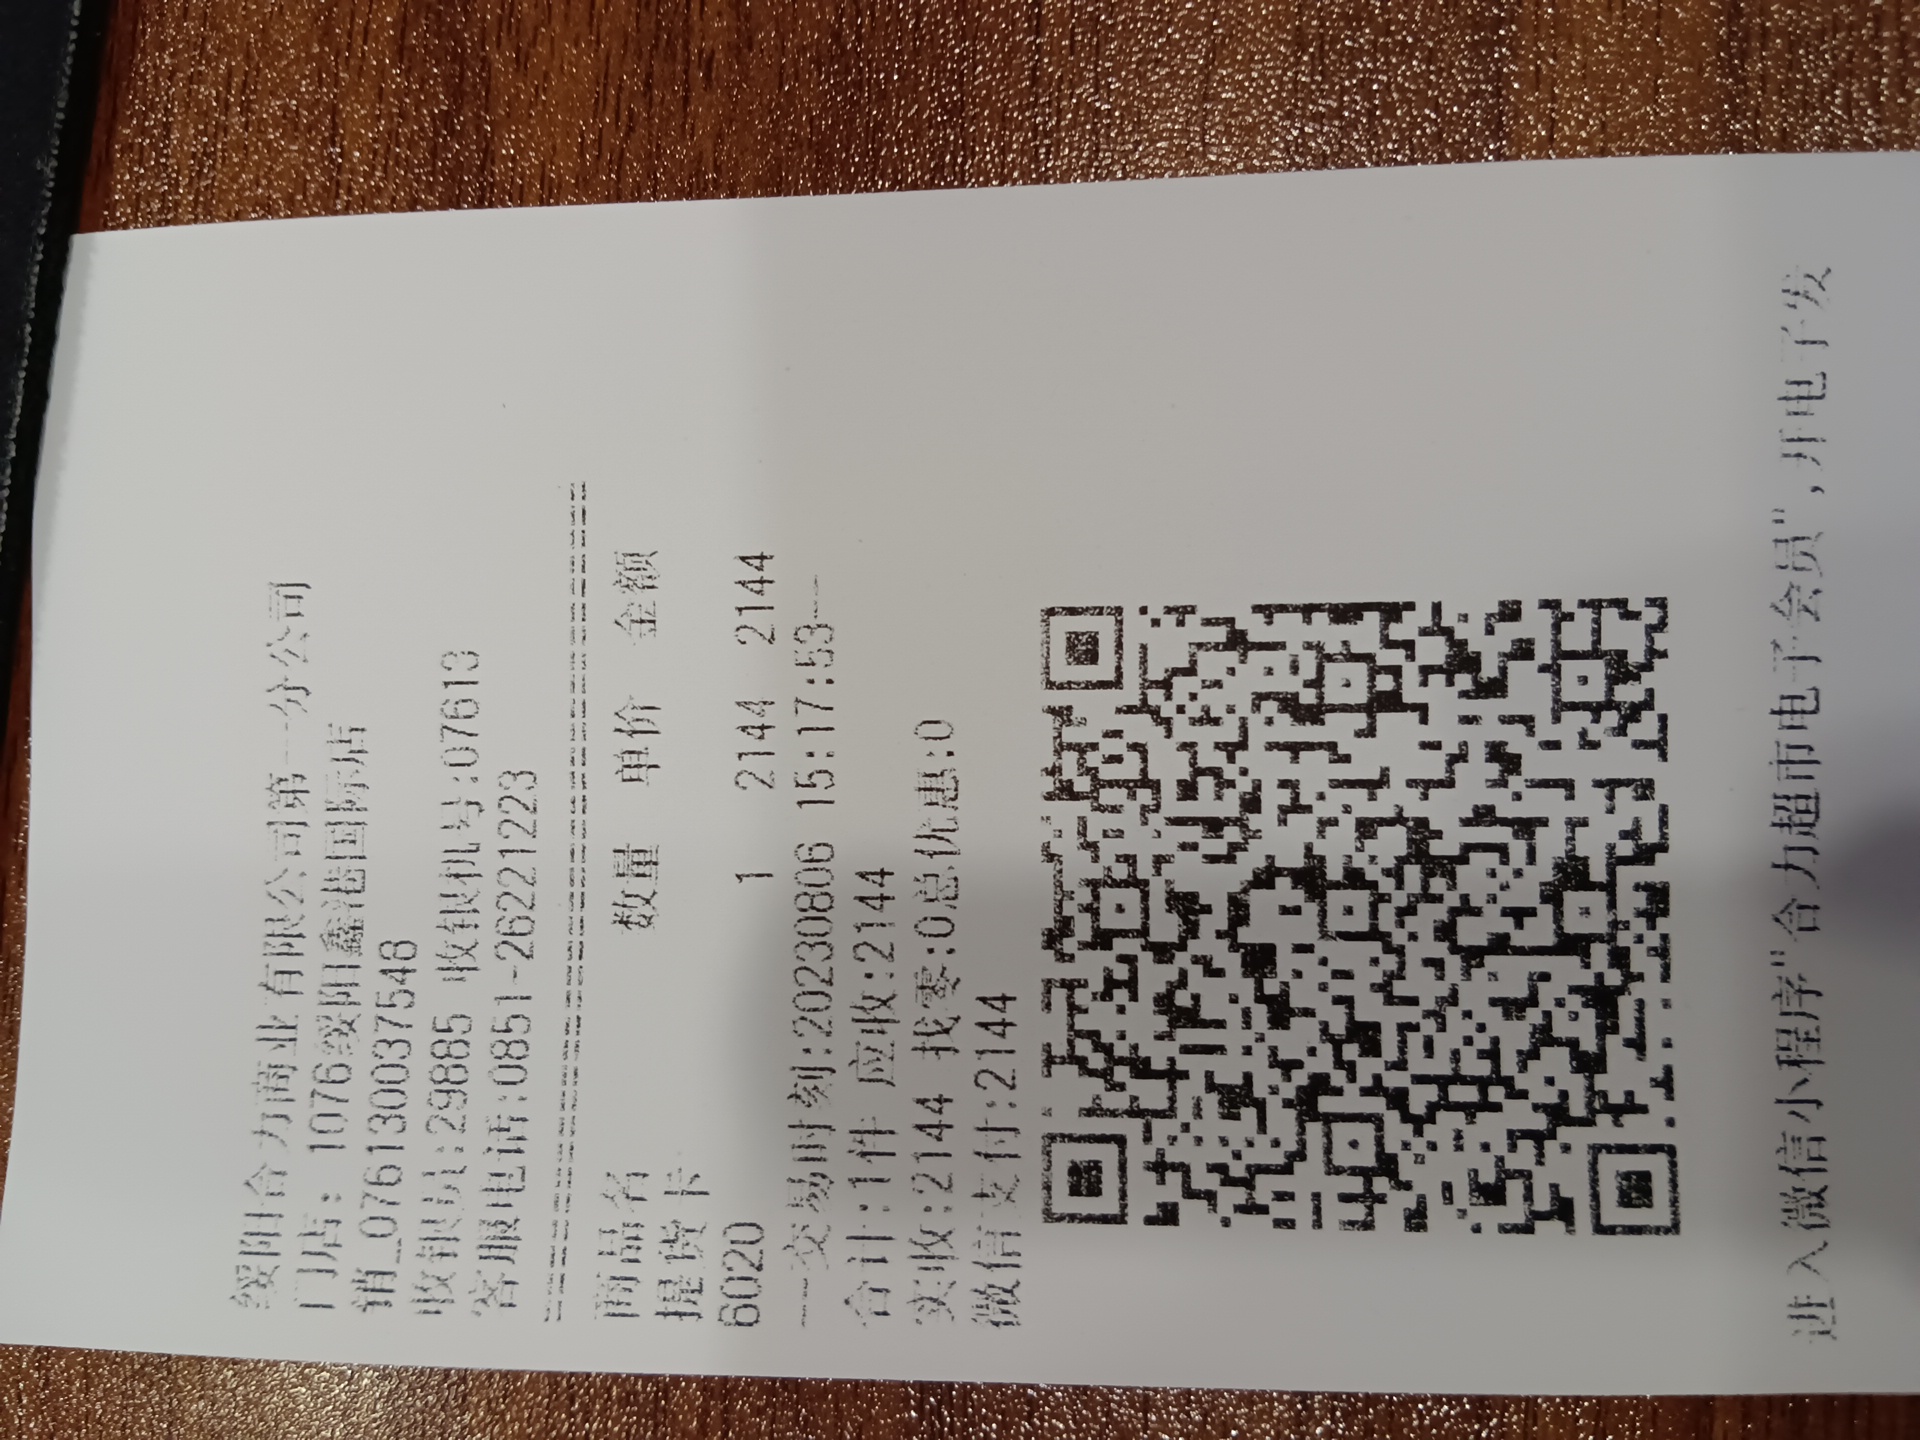 绥阳合力商业有限公司第一分公司
门店: 1076绥阳鑫港国际店
销_0761300037548
收银员:29885 收银机号:07613
客服电话:0851-26221223
================================
商品名 数量 单价 金额
提货卡
6020 1 2144 2144
---交易时刻:20230806 15:17:53---
合计:1件 应收:2144
实收:2144 找零:0总优惠:0
微信支付:2144
进入微信小程序"合力超市电子会员",开电子发